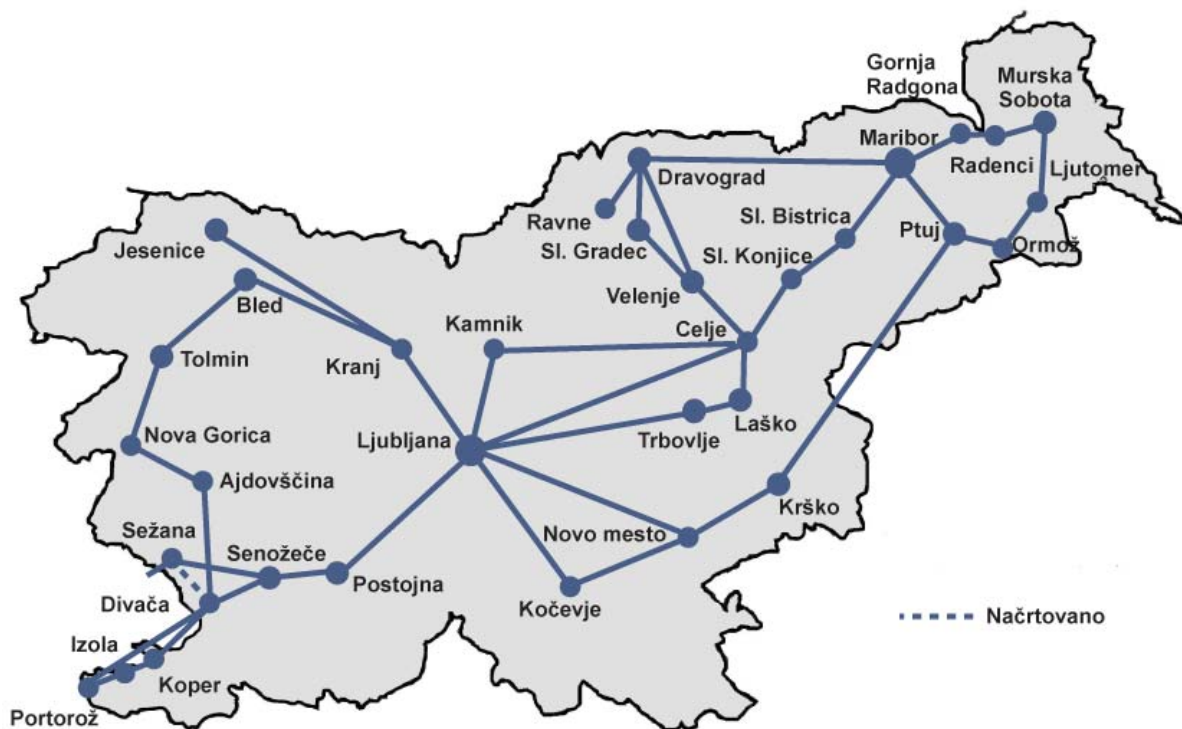 Gornja
Radgona
Murska
Sobota
Maribor
Radenci
Ljutomer
Dravograd
Ravne
Sl. Bistrica
Ptuj
Ormož
Sl. Gradec
Sl. Konjice
Jesenice
Bled
Velenje
Kamnik
Celje
Tolmin
Kranj
Laško
Trbovlje
Nova Gorica
Ljubljana
Ajdovščina
Krško
Sežana
Senožeče
Novo mesto
Postojna
Divača
Kočevje
Načrtovano
Izola
Koper
Portorož